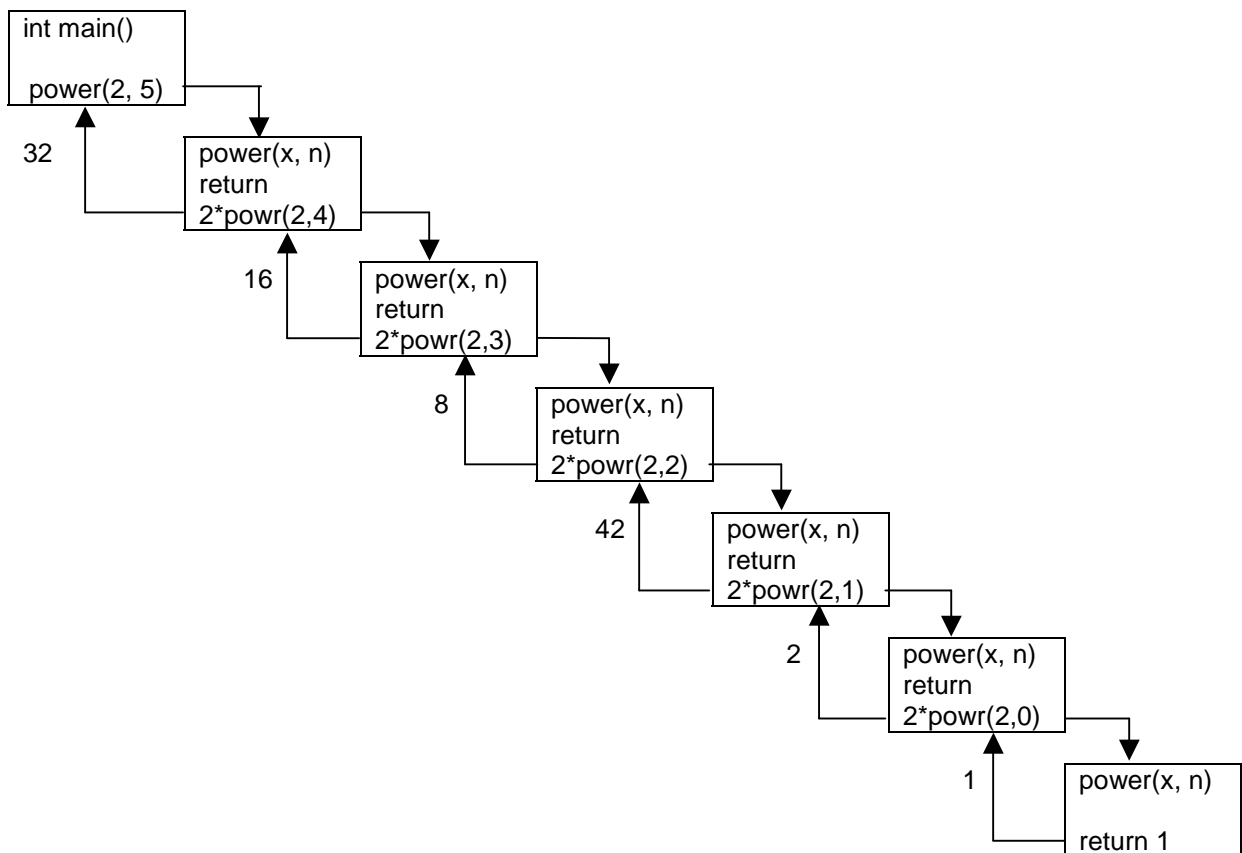 int main()
power(2, 5)
32
power(x, n)
return
2*powr(2,4)
16
power(x, n)
return
2*powr(2,3)
8
power(x, n)
return
2*powr(2,2)
42
power(x, n)
return
2*powr(2,1)
2
power(x, n)
return
2*powr(2,0)
1
power(x, n)
return 1